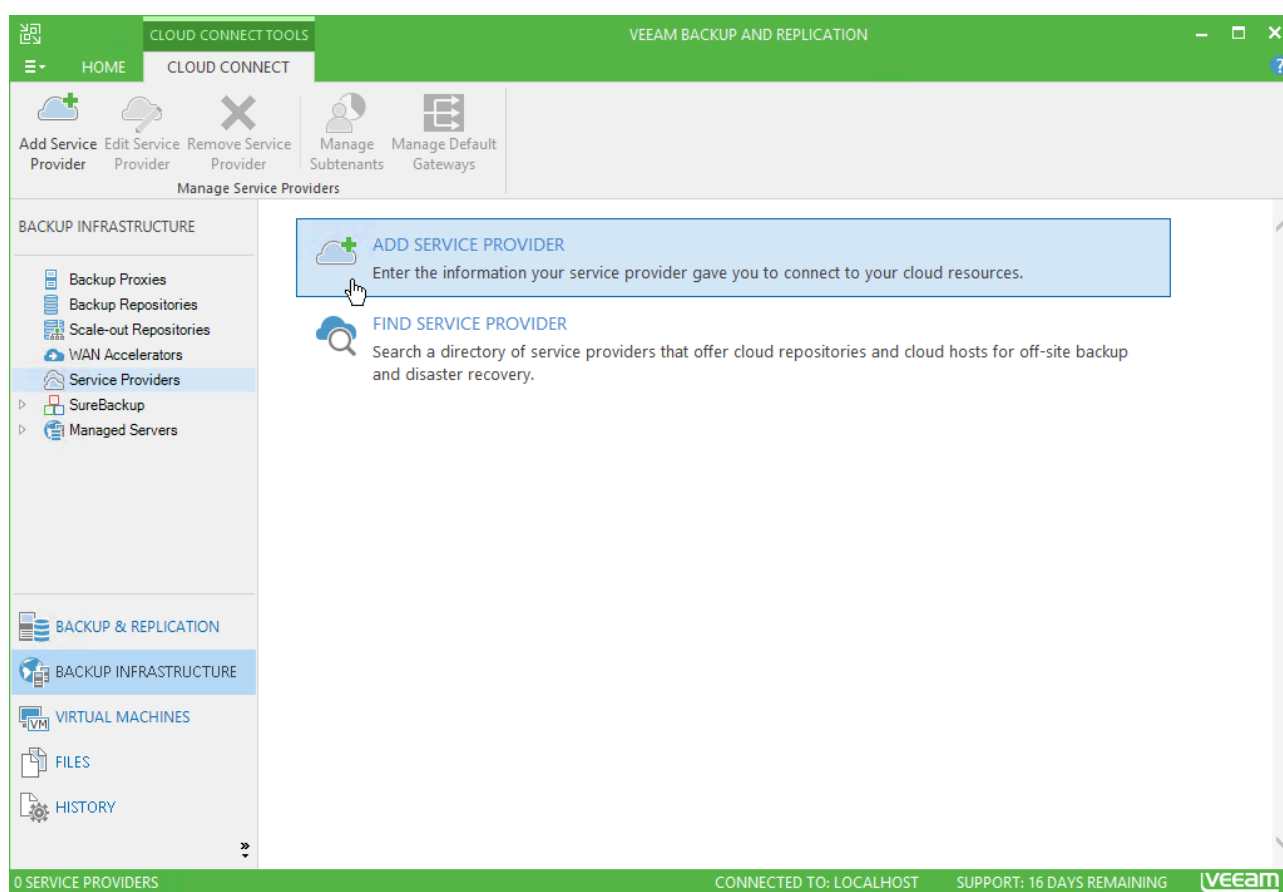 CLOUD CONNECT TOOLS
VEEAM BACKUP AND REPLICATION
HOME
CLOUD CONNECT
?
Add Service Provider
Edit Service Provider
Remove Service Provider
Manage Subtenants
Manage Default Gateways
Manage Service Providers
BACKUP INFRASTRUCTURE
Backup Proxies
Backup Repositories
Scale-out Repositories
WAN Accelerators
Service Providers
SureBackup
Managed Servers
ADD SERVICE PROVIDER
Enter the information your service provider gave you to connect to your cloud resources.
FIND SERVICE PROVIDER
Search a directory of service providers that offer cloud repositories and cloud hosts for off-site backup
and disaster recovery.
BACKUP & REPLICATION
BACKUP INFRASTRUCTURE
VM
VIRTUAL MACHINES
FILES
HISTORY
0 SERVICE PROVIDERS
CONNECTED TO: LOCALHOST
SUPPORT: 16 DAYS REMAINING
veeam